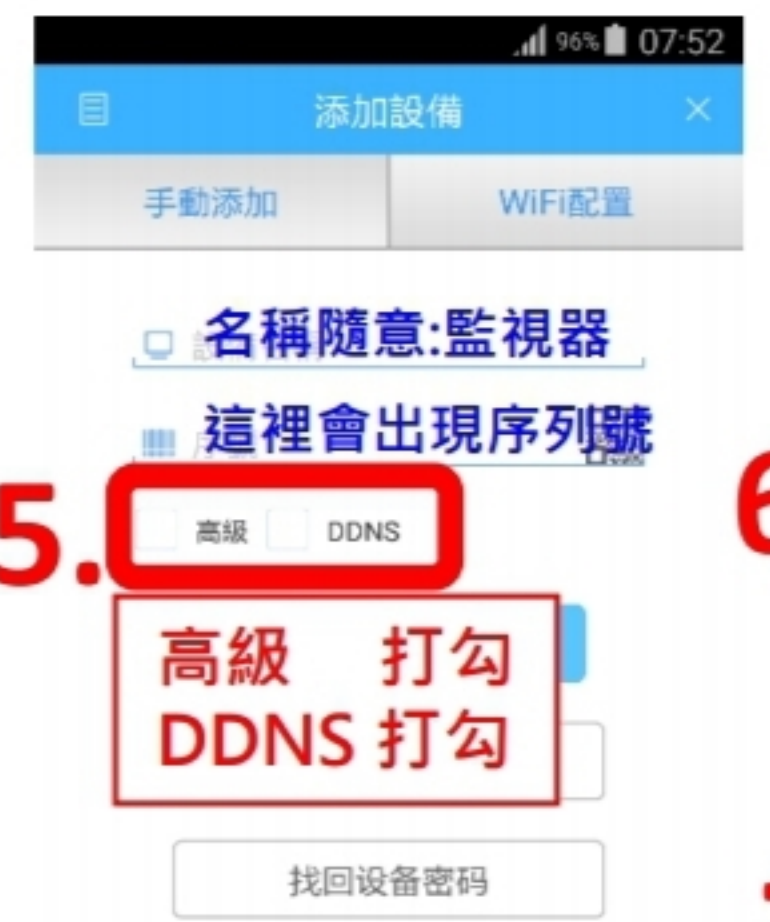 96% 07:52
添加設備
手動添加 WiFi配置
名稱隨意:監視器
這裡會出現序列號
5.
高級 DDNS
6
高級 打勾
DDNS 打勾
找回设备密码